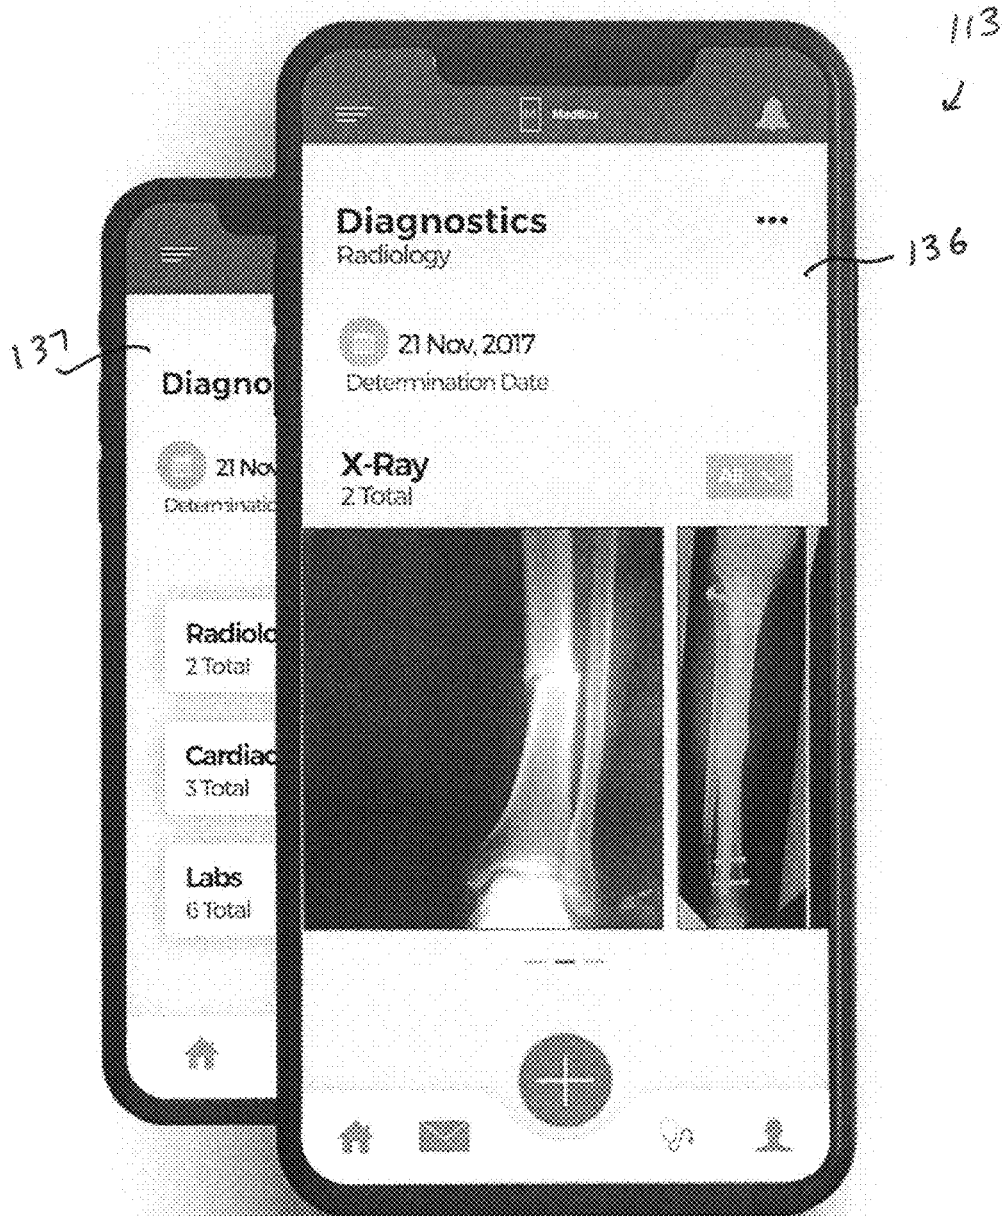 113
136
137
Diagnostics
Radiology
21 Nov, 2017
Determination Date
X-Ray
2 Total
Diagno
21 Nov
Determinatio
Radiolo
2 Total
Cardiac
3 Total
Labs
6 Total